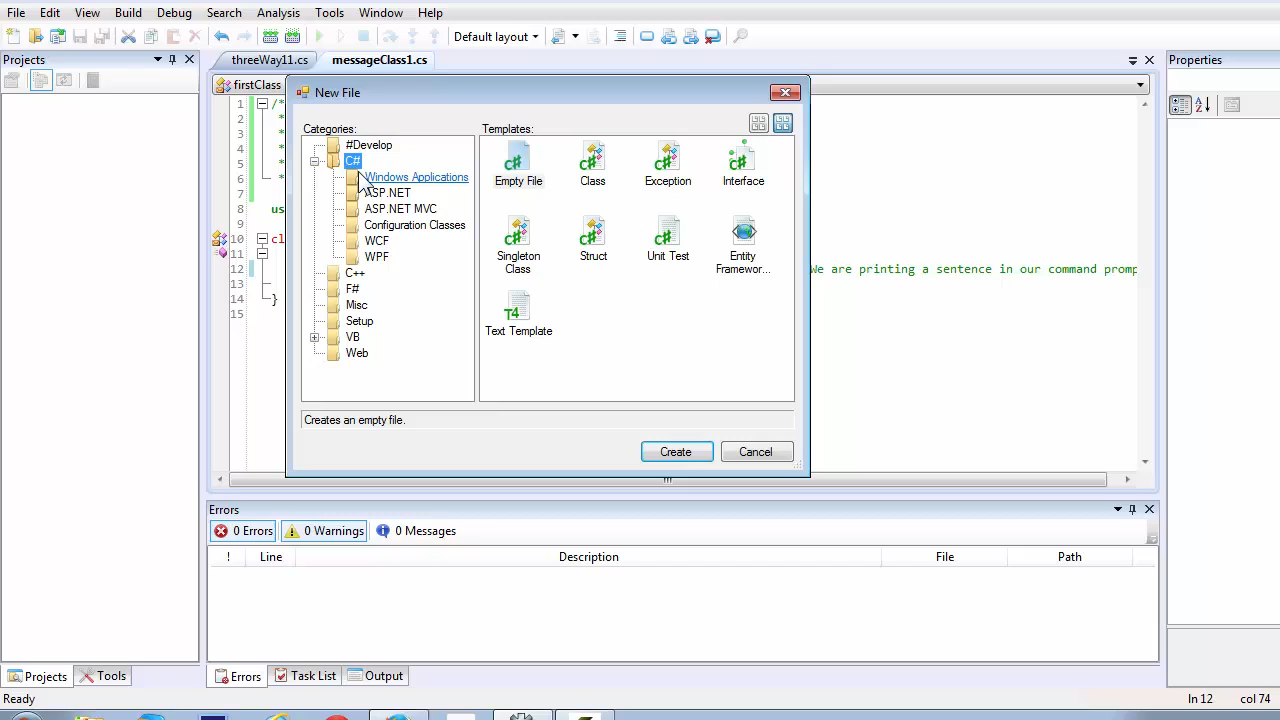 File Edit View Build Debug Search Analysis Tools Window Help
Default layout
Projects
threeWay11.cs messageClass1.cs
Properties
firstClass
New File
Categories: Templates:
#Develop
C#
Windows Applications
ASP.NET
ASP.NET MVC
Configuration Classes
WCF
WPF
C++
F#
Misc
Setup
VB
Web
Empty File Class Exception Interface
Singleton Class Struct Unit Test Entity Framewor...
Text Template
Creates an empty file.
Create Cancel
1 /*
2 *
3 *
4 *
5 *
6 *
7
8 us
9
10 cl
11
12 We are printing a sentence in our command promp
13
14 }
15
Errors
0 Errors 0 Warnings 0 Messages
! Line Description File Path
Projects Tools Errors Task List Output
Ready ln 12 col 74